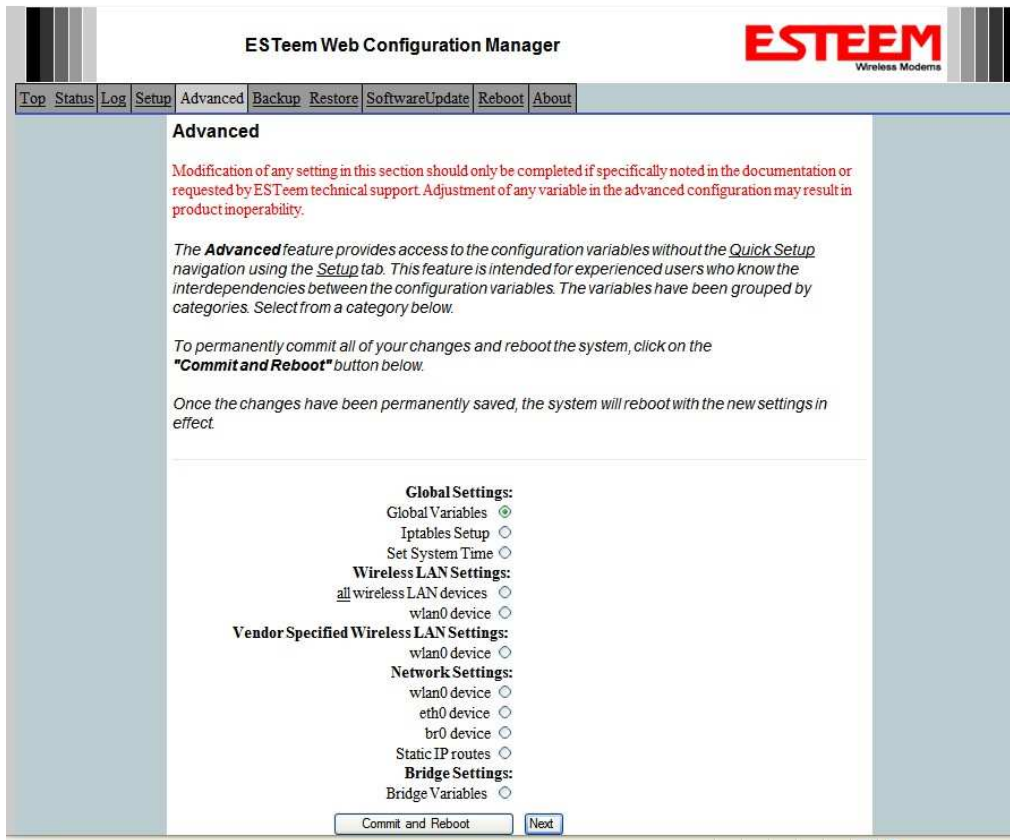 ESTeem Web Configuration Manager
ESTEEM
Wireless Modems
Top Status Log Setup Advanced Backup Restore SoftwareUpdate Reboot About
Advanced
Modification of any setting in this section should only be completed if specifically noted in the documentation or
requested by ESTeem technical support. Adjustment of any variable in the advanced configuration may result in
product inoperability.
The Advanced feature provides access to the configuration variables without the Quick Setup
navigation using the Setup tab. This feature is intended for experienced users who know the
interdependencies between the configuration variables. The variables have been grouped by
categories. Select from a category below.
To permanently commit all of your changes and reboot the system, click on the
"Commit and Reboot" button below.
Once the changes have been permanently saved, the system will reboot with the new settings in
effect.
Global Settings:
Global Variables
Iptables Setup
Set System Time
Wireless LAN Settings:
all wireless LAN devices
wlan0 device
Vendor Specified Wireless LAN Settings:
wlan0 device
Network Settings:
wlan0 device
eth0 device
br0 device
Static IP routes
Bridge Settings:
Bridge Variables
Commit and Reboot Next